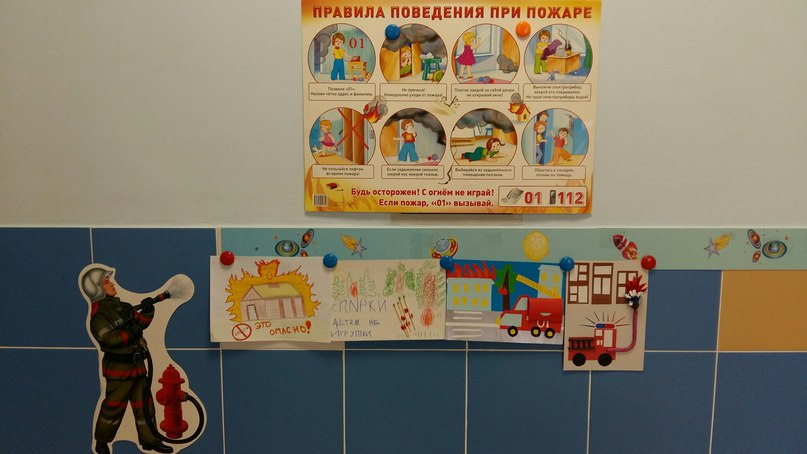 ПРАВИЛА ПОВЕДЕНИЯ ПРИ ПОЖАРЕ
01
Позвони «01».
Назови чётко адрес и фамилию.
Не прячься!
Немедленно уходи от пожара!
Плотно закрой за собой двери,
не открывай окна!
Выключи электроприбор,
накрой его покрывалом.
Не туши электроприборы водой!
Не пользуйся лифтом
во время пожара!
Если задымление сильное,
закрой нос мокрой тканью.
Выбирайся из задымлённого
помещения ползком.
Обратись к соседям,
позови на помощь.
Будь осторожен! С огнём не играй!
Если пожар, «01» вызывай.
01 112
ЭТО
ОПАСНО!
СПИЧКИ
ДЕТЯМ НЕ
ИГРУШКИ
01
01